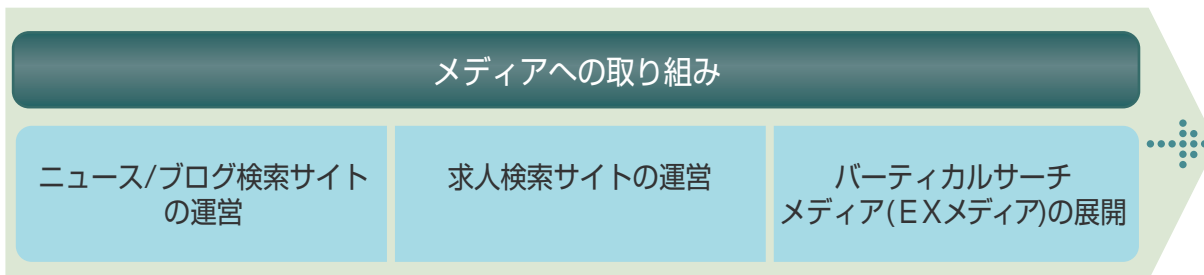 メディアへの取り組み
ニュース/ブログ検索サイト
の運営
求人検索サイトの運営
バーティカルサーチ
メディア(ＥＸメディア)の展開